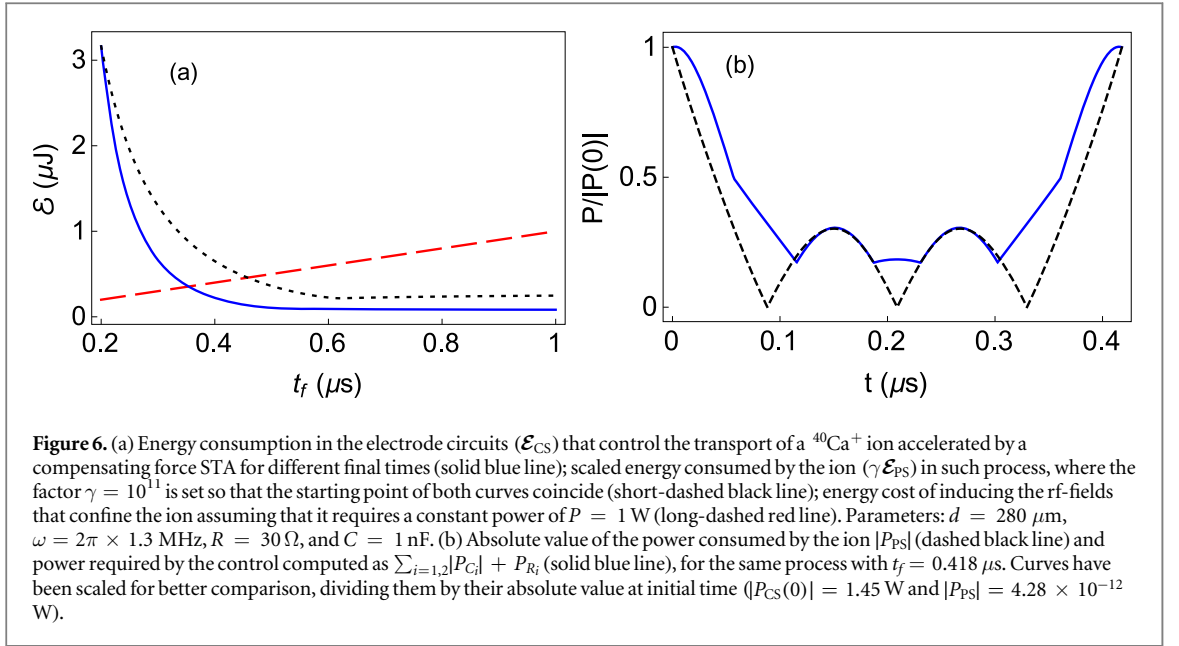 (a)
3
2
1
0
ℰ (μJ)
0.2
0.4
0.6
0.8
1
t_f (μs)
(b)
1
0.5
0
P/|P(0)|
0
0.1
0.2
0.3
0.4
t (μs)
Figure 6. (a) Energy consumption in the electrode circuits (ℰ_CS) that control the transport of a ⁴⁰Ca⁺ ion accelerated by a
compensating force STA for different final times (solid blue line); scaled energy consumed by the ion (γℰ_PS) in such process, where the
factor γ = 10¹¹ is set so that the starting point of both curves coincide (short-dashed black line); energy cost of inducing the rf-fields
that confine the ion assuming that it requires a constant power of P = 1 W (long-dashed red line). Parameters: d = 280 μm,
ω = 2π × 1.3 MHz, R = 30 Ω, and C = 1 nF. (b) Absolute value of the power consumed by the ion |P_PS| (dashed black line) and
power required by the control computed as ∑_{i=1,2}|P_{C_i}| + P_{R_i} (solid blue line), for the same process with t_f = 0.418 μs. Curves have
been scaled for better comparison, dividing them by their absolute value at initial time (|P_CS(0)| = 1.45 W and |P_PS| = 4.28 × 10⁻¹²
W).